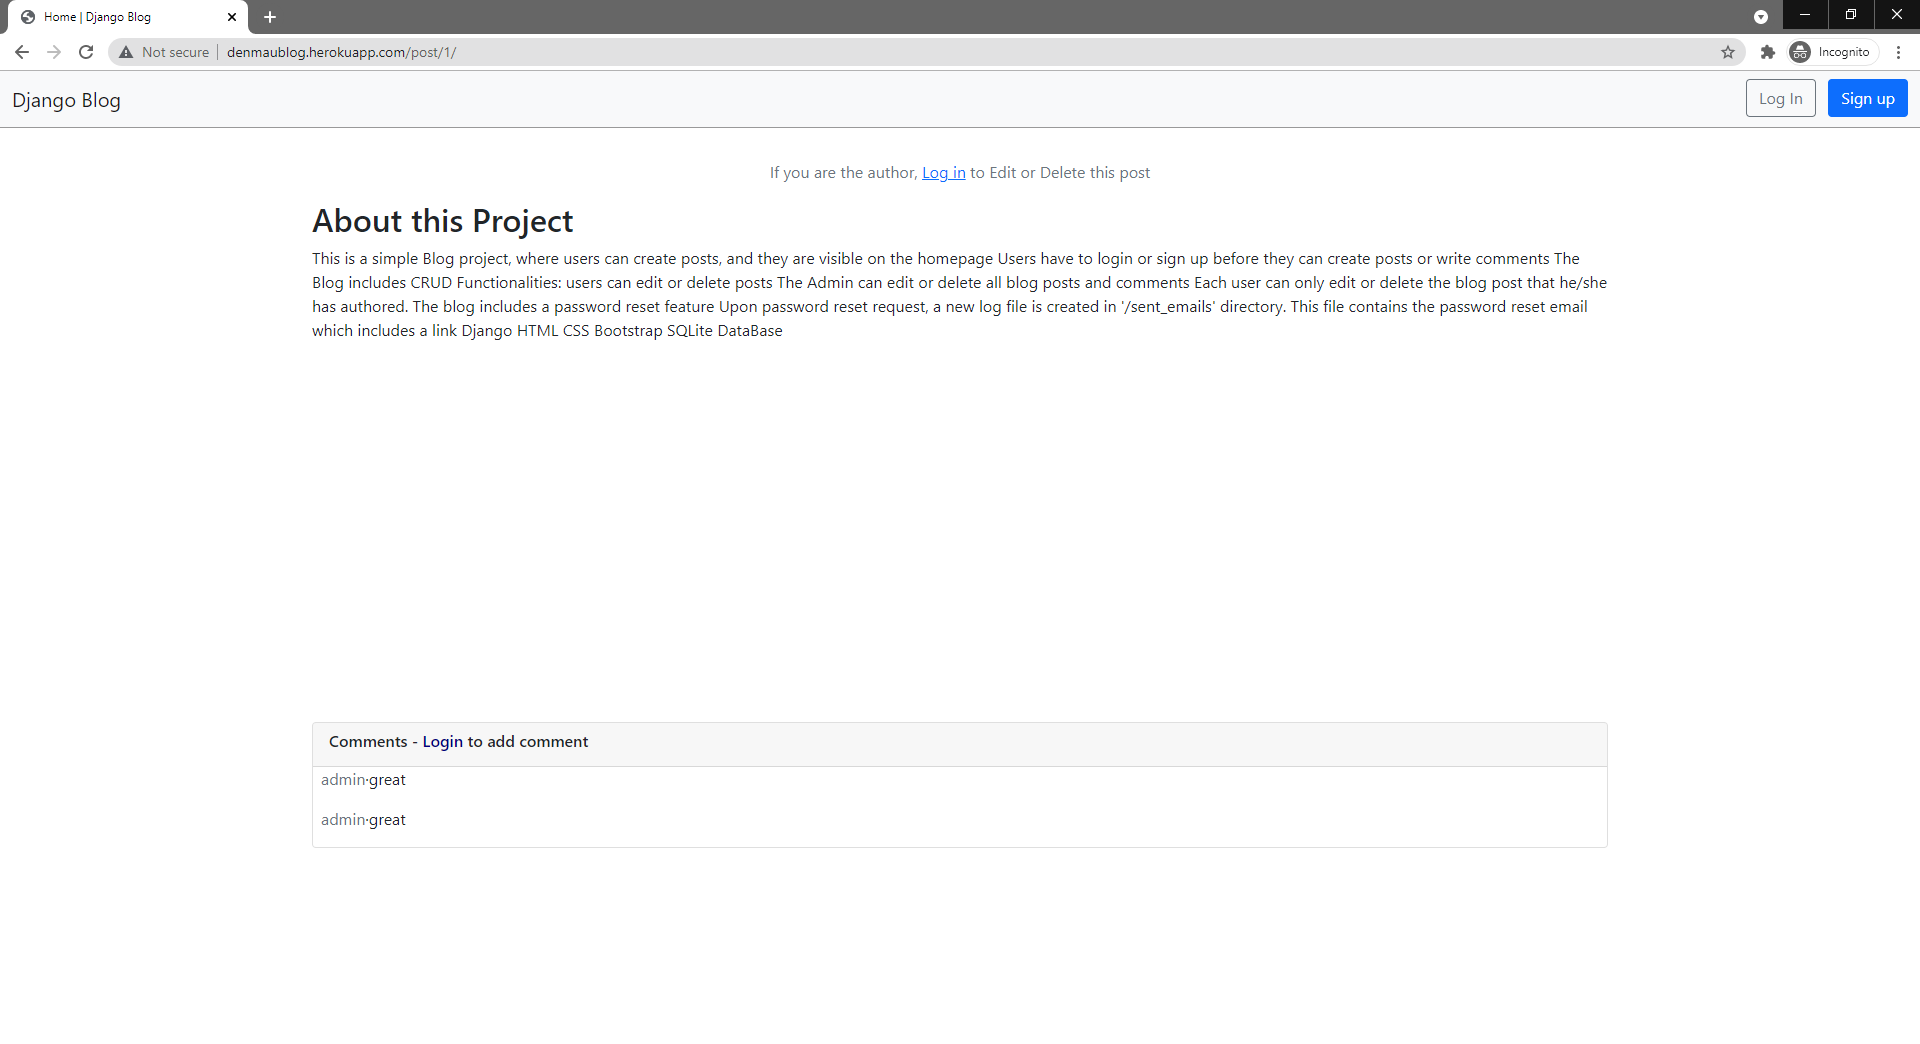 Home | Django Blog
Not secure denmaublog.herokuapp.com/post/1/
Incognito
Django Blog
Log In
Sign up
If you are the author, Log in to Edit or Delete this post
About this Project
This is a simple Blog project, where users can create posts, and they are visible on the homepage Users have to login or sign up before they can create posts or write comments The
Blog includes CRUD Functionalities: users can edit or delete posts The Admin can edit or delete all blog posts and comments Each user can only edit or delete the blog post that he/she
has authored. The blog includes a password reset feature Upon password reset request, a new log file is created in '/sent_emails' directory. This file contains the password reset email
which includes a link Django HTML CSS Bootstrap SQLite DataBase
Comments - Login to add comment
admin·great
admin·great